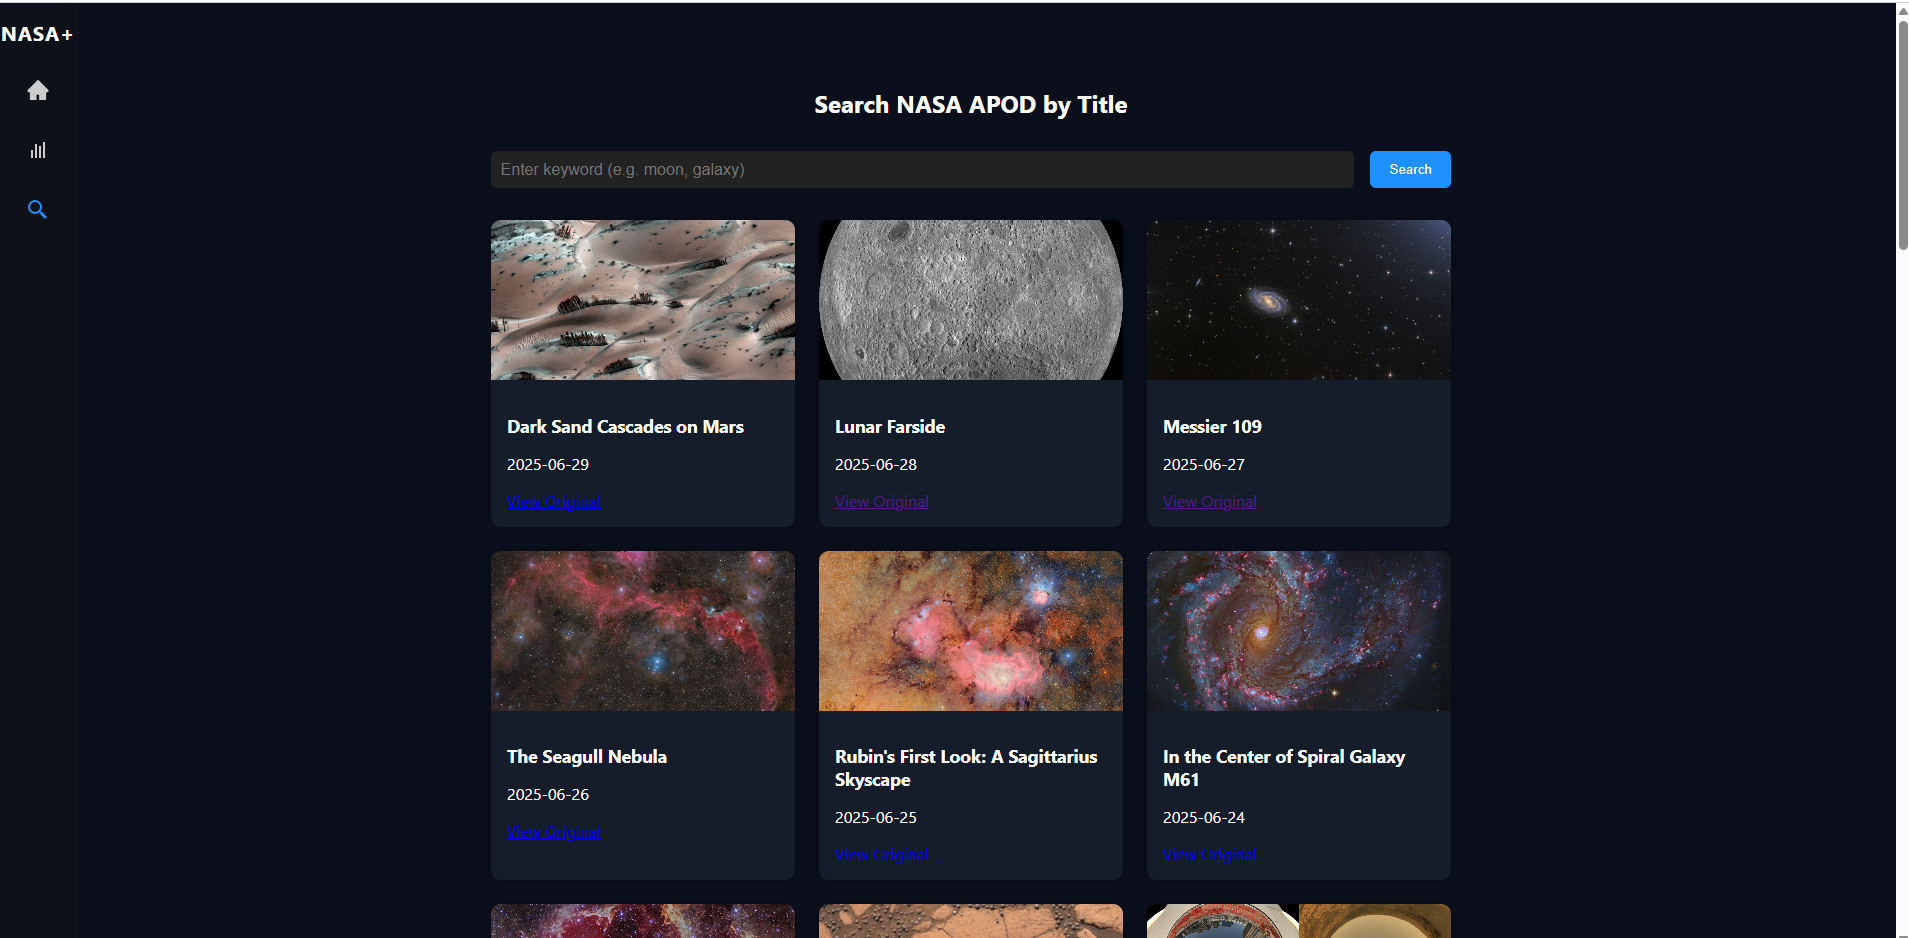 NASA+
Search NASA APOD by Title
Enter keyword (e.g. moon, galaxy)
Search
Dark Sand Cascades on Mars
2025-06-29
View Original
Lunar Farside
2025-06-28
View Original
Messier 109
2025-06-27
View Original
The Seagull Nebula
2025-06-26
View Original
Rubin's First Look: A Sagittarius
Skyscape
2025-06-25
View Original
In the Center of Spiral Galaxy
M61
2025-06-24
View Original